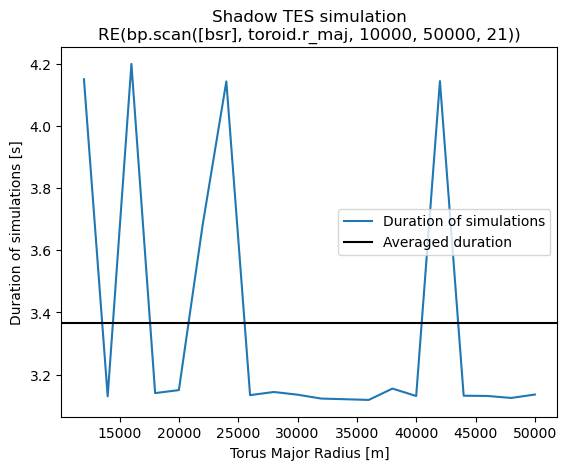 Shadow TES simulation
RE(bp.scan([bsr], toroid.r_maj, 10000, 50000, 21))
Duration of simulations [s]
4.2
4.0
3.8
3.6
3.4
3.2
Duration of simulations
Averaged duration
15000 20000 25000 30000 35000 40000 45000 50000
Torus Major Radius [m]